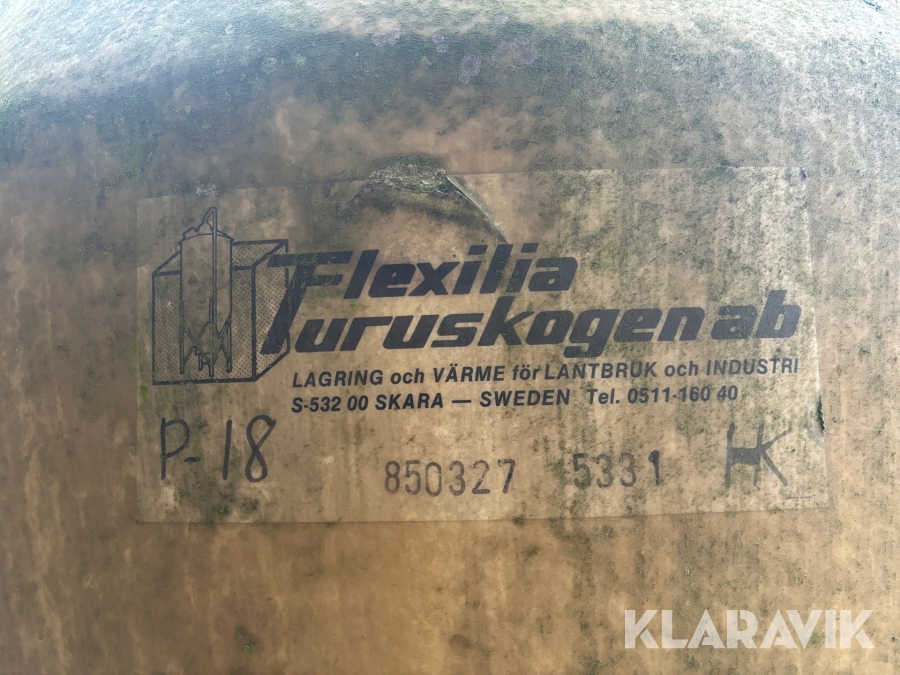 Flexilia
Turuskogen ab
LAGRING och VÄRME för LANTBRUK och INDUSTRI
S-532 00 SKARA — SWEDEN Tel. 0511-160 40
P-18 850327 5331 HK
KLARAVIK